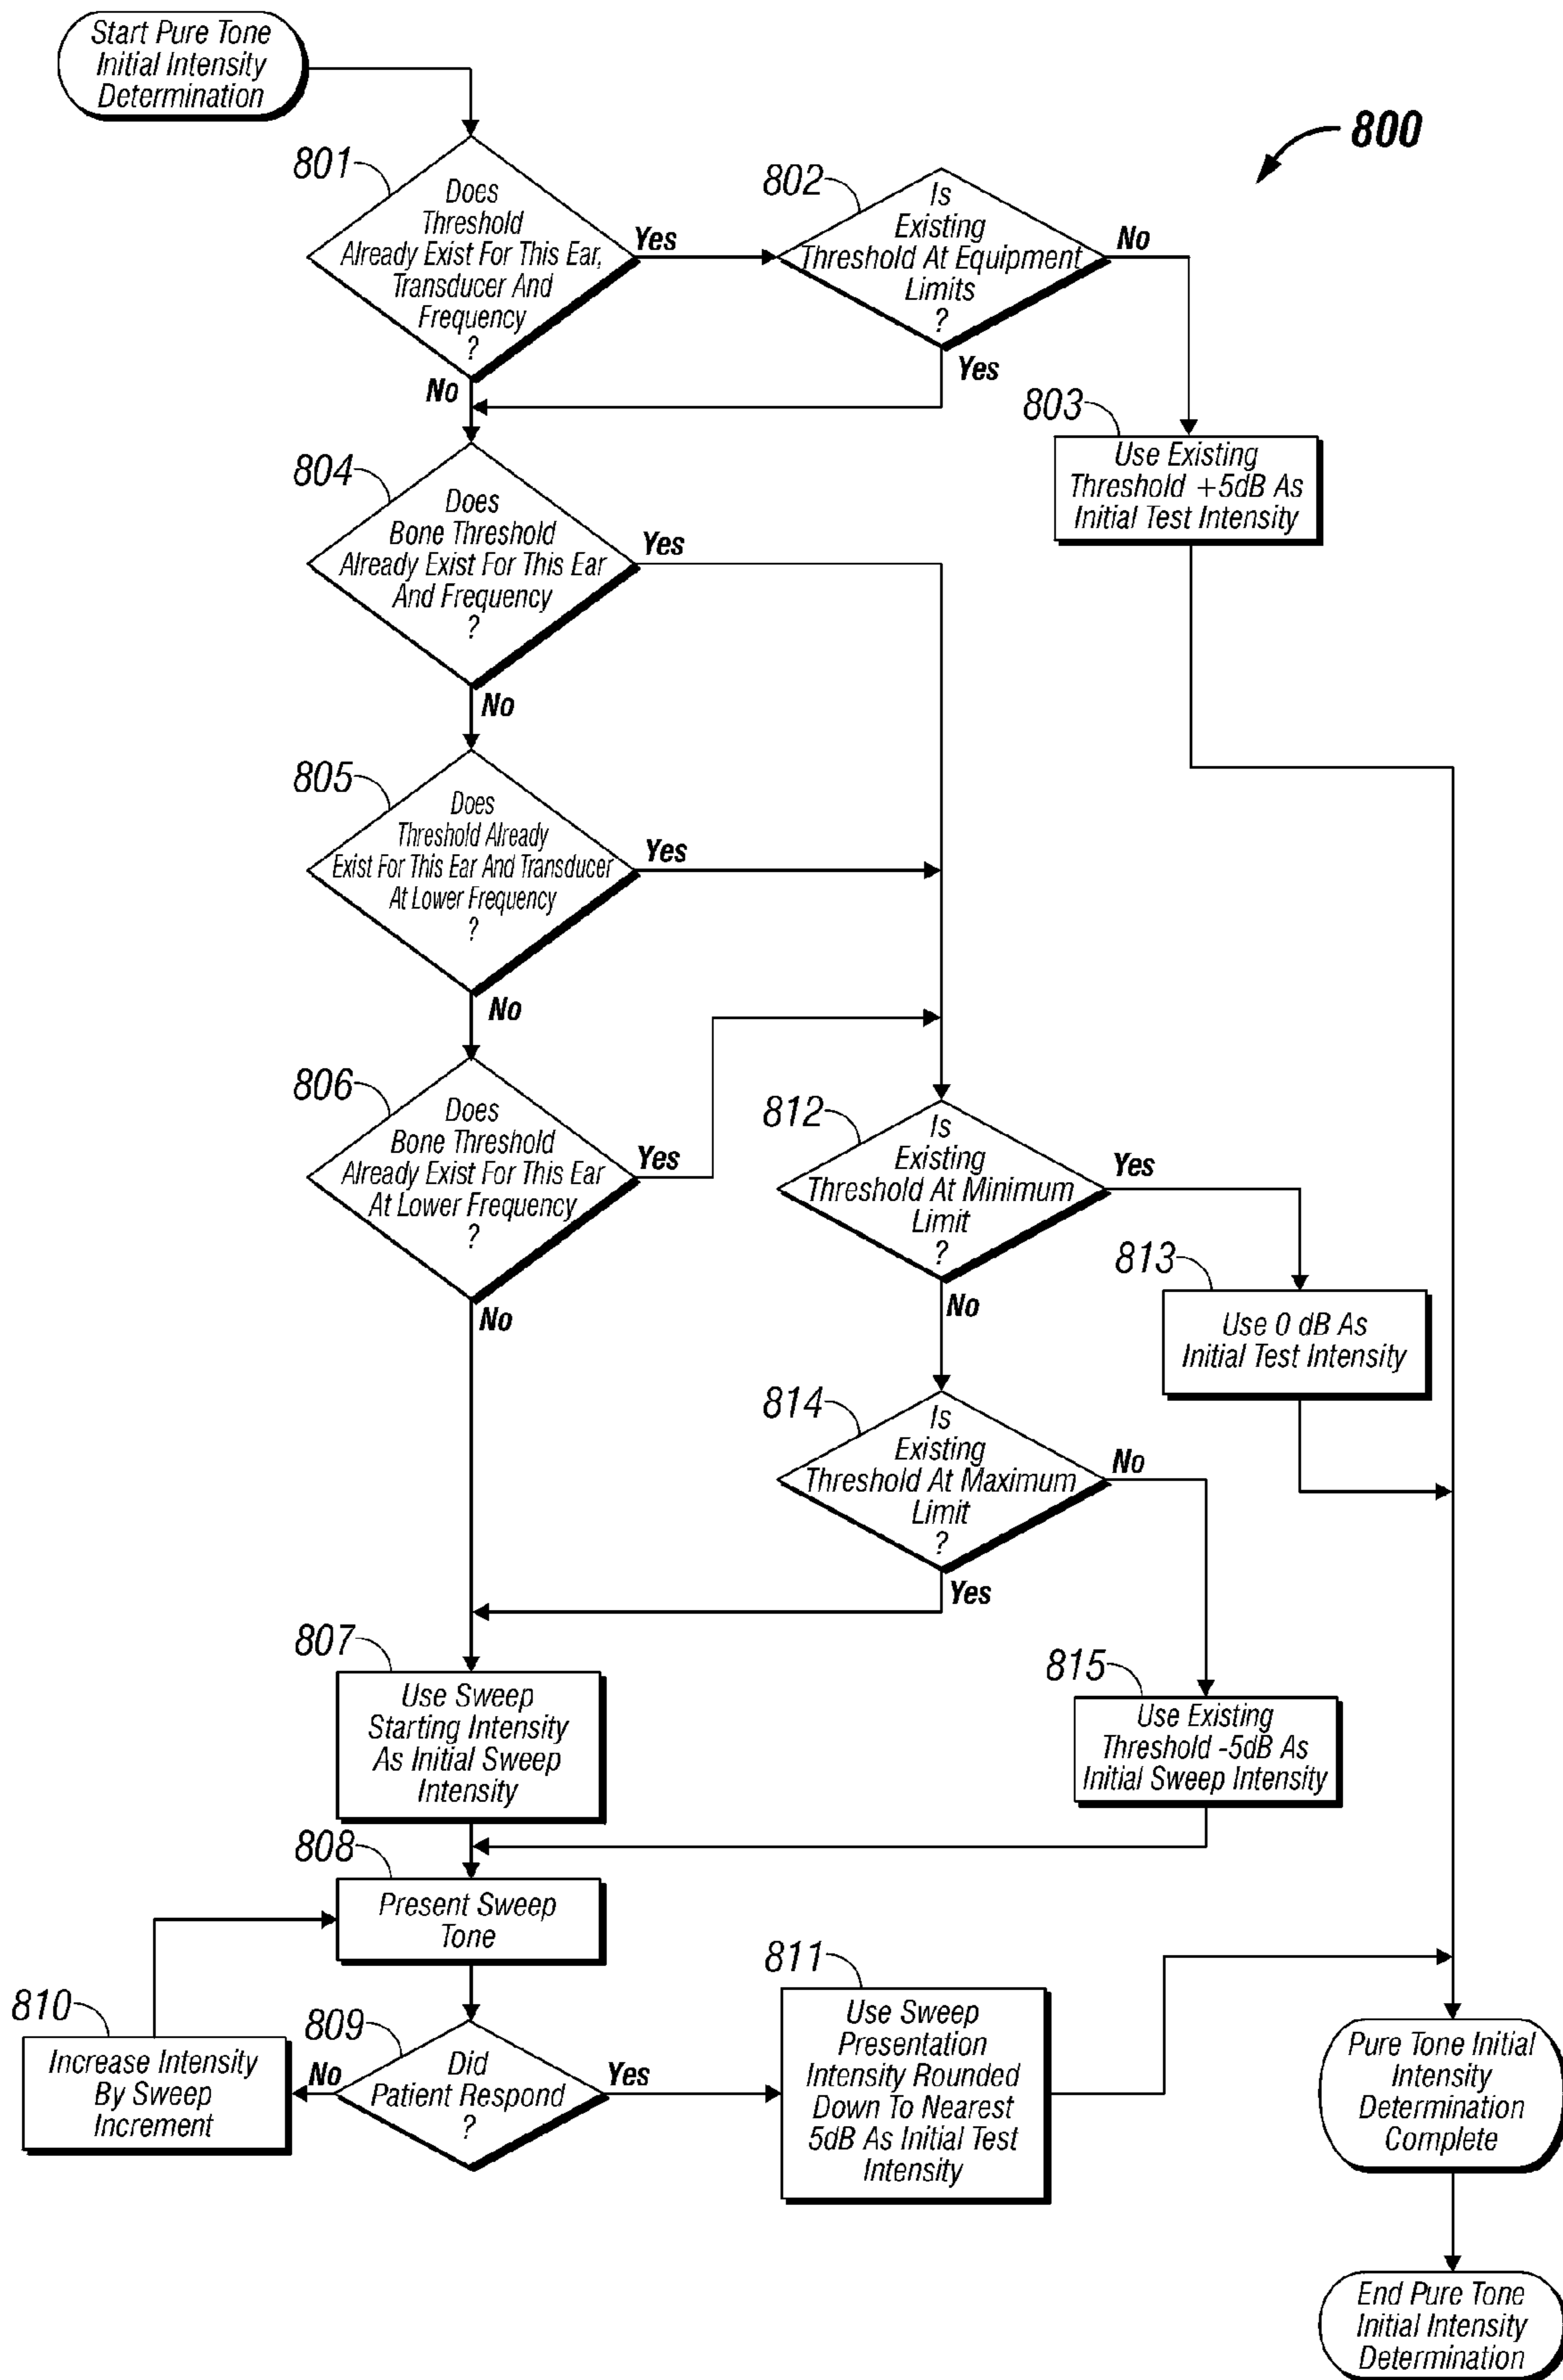 Start Pure Tone
Initial Intensity
Determination
800
801
Does
Threshold
Already Exist For This Ear,
Transducer And
Frequency
?
Yes
No
802
Is
Existing
Threshold At Equipment
Limits
?
No
Yes
803
Use Existing
Threshold +5dB As
Initial Test Intensity
804
Does
Bone Threshold
Already Exist For This Ear
And Frequency
?
Yes
No
805
Does
Threshold Already
Exist For This Ear And Transducer
At Lower Frequency
?
Yes
No
806
Does
Bone Threshold
Already Exist For This Ear
At Lower Frequency
?
Yes
No
812
Is
Existing
Threshold At Minimum
Limit
?
Yes
No
813
Use 0 dB As
Initial Test Intensity
814
Is
Existing
Threshold At Maximum
Limit
?
No
Yes
807
Use Sweep
Starting Intensity
As Initial Sweep
Intensity
815
Use Existing
Threshold -5dB As
Initial Sweep Intensity
808
Present Sweep
Tone
810
Increase Intensity
By Sweep
Increment
809
Did
Patient Respond
?
No
Yes
811
Use Sweep
Presentation
Intensity Rounded
Down To Nearest
5dB As Initial Test
Intensity
Pure Tone Initial
Intensity
Determination
Complete
End Pure Tone
Initial Intensity
Determination